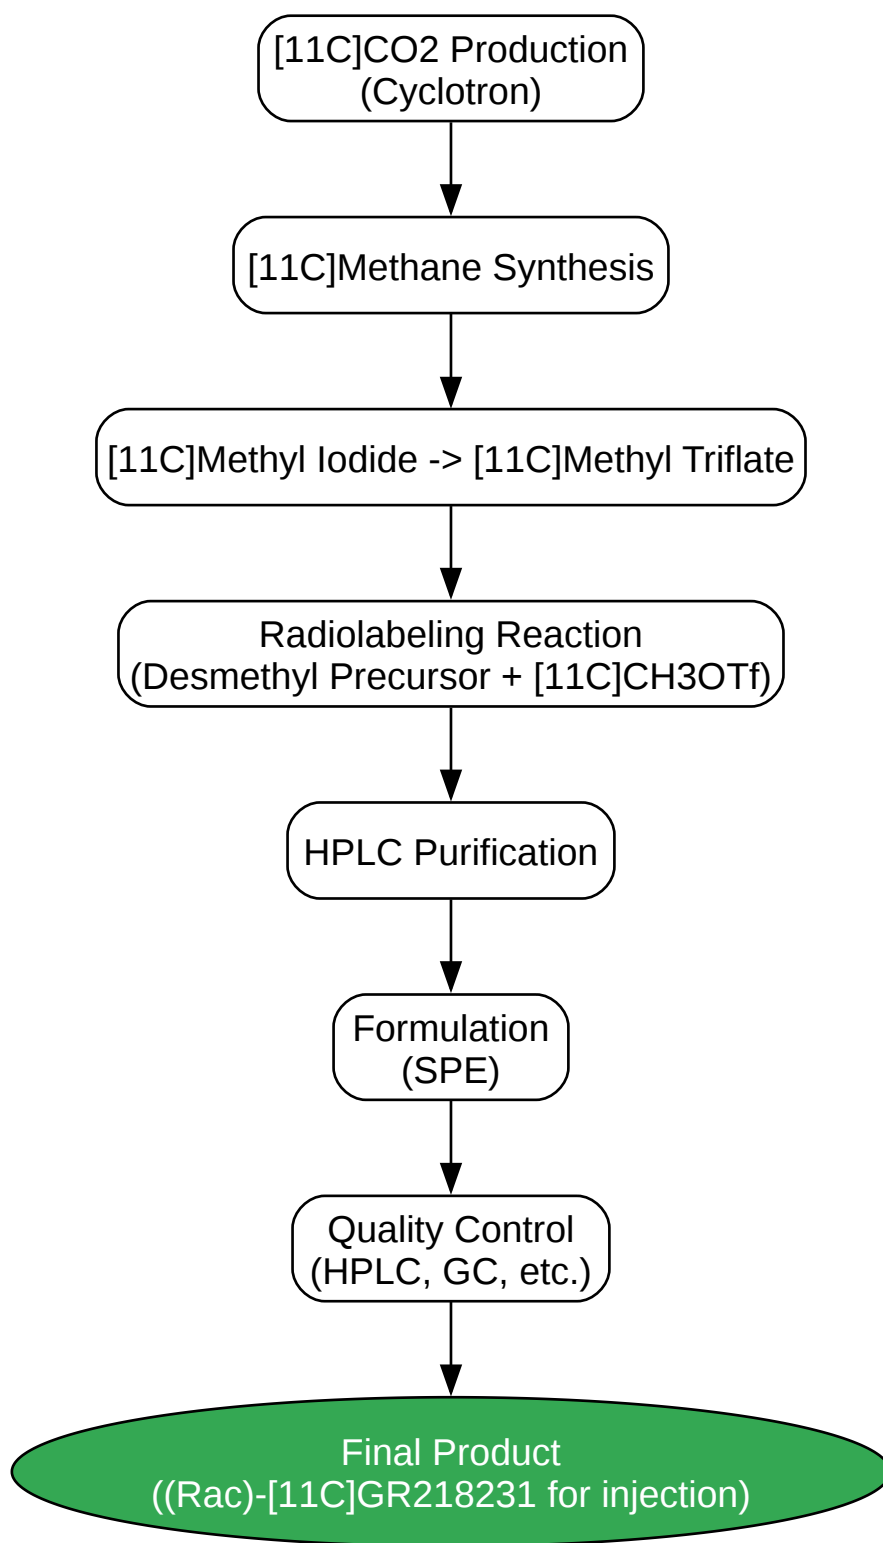 [11C]CO2 Production
(Cyclotron)
[11C]Methane Synthesis
[11C]Methyl Iodide -> [11C]Methyl Triflate
Radiolabeling Reaction
(Desmethyl Precursor + [11C]CH3OTf)
HPLC Purification
Formulation
(SPE)
Quality Control
(HPLC, GC, etc.)
Final Product
((Rac)-[11C]GR218231 for injection)